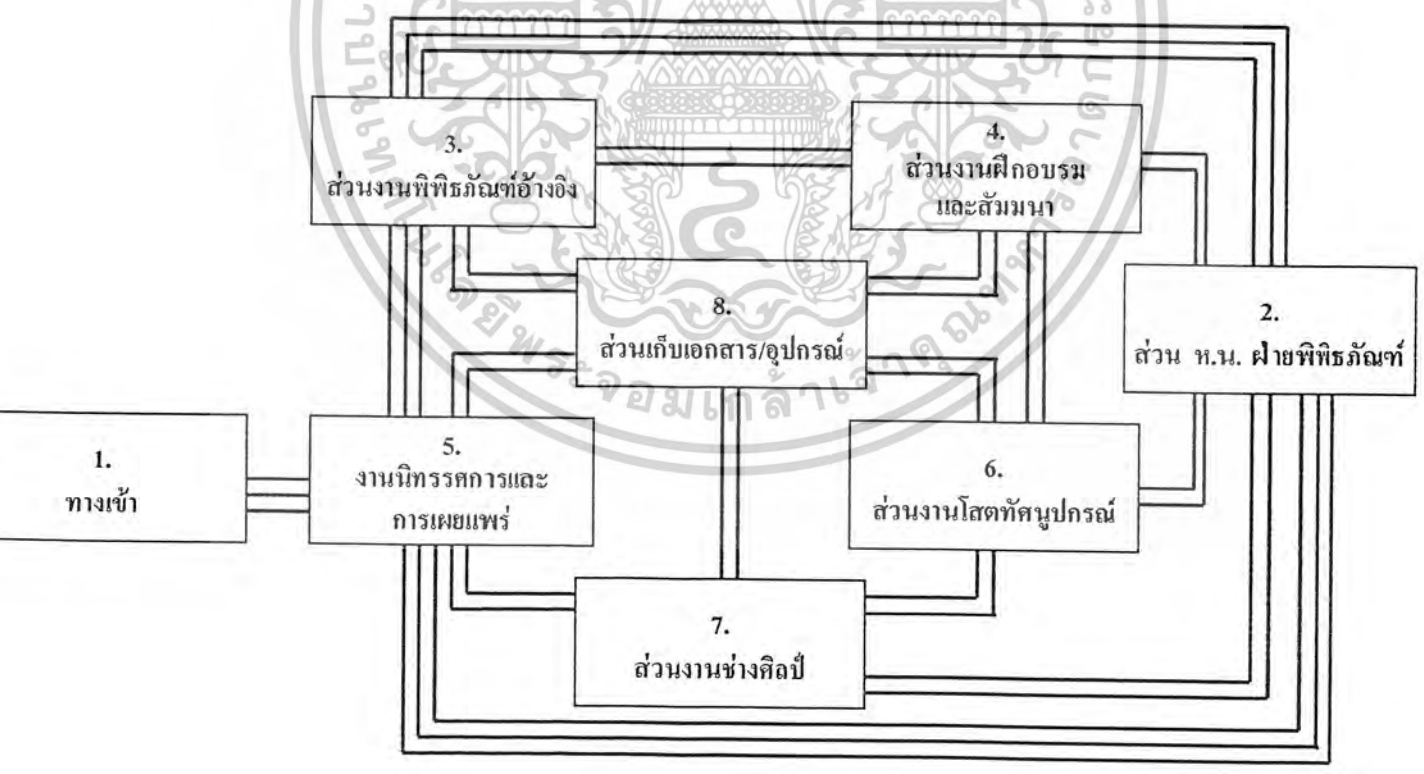 3.
ส่วนงานพิพิธภัณฑ์อ้างอิง
4.
ส่วนงานฝึกอบรม
และสัมมนา
8.
ส่วนเก็บเอกสาร/อุปกรณ์
2.
ส่วน ห.น. ฝ่ายพิพิธภัณฑ์
1.
ทางเข้า
5.
งานนิทรรศการและ
การเผยแพร่
6.
ส่วนงานโสตทัศนูปกรณ์
7.
ส่วนงานช่างศิลป์